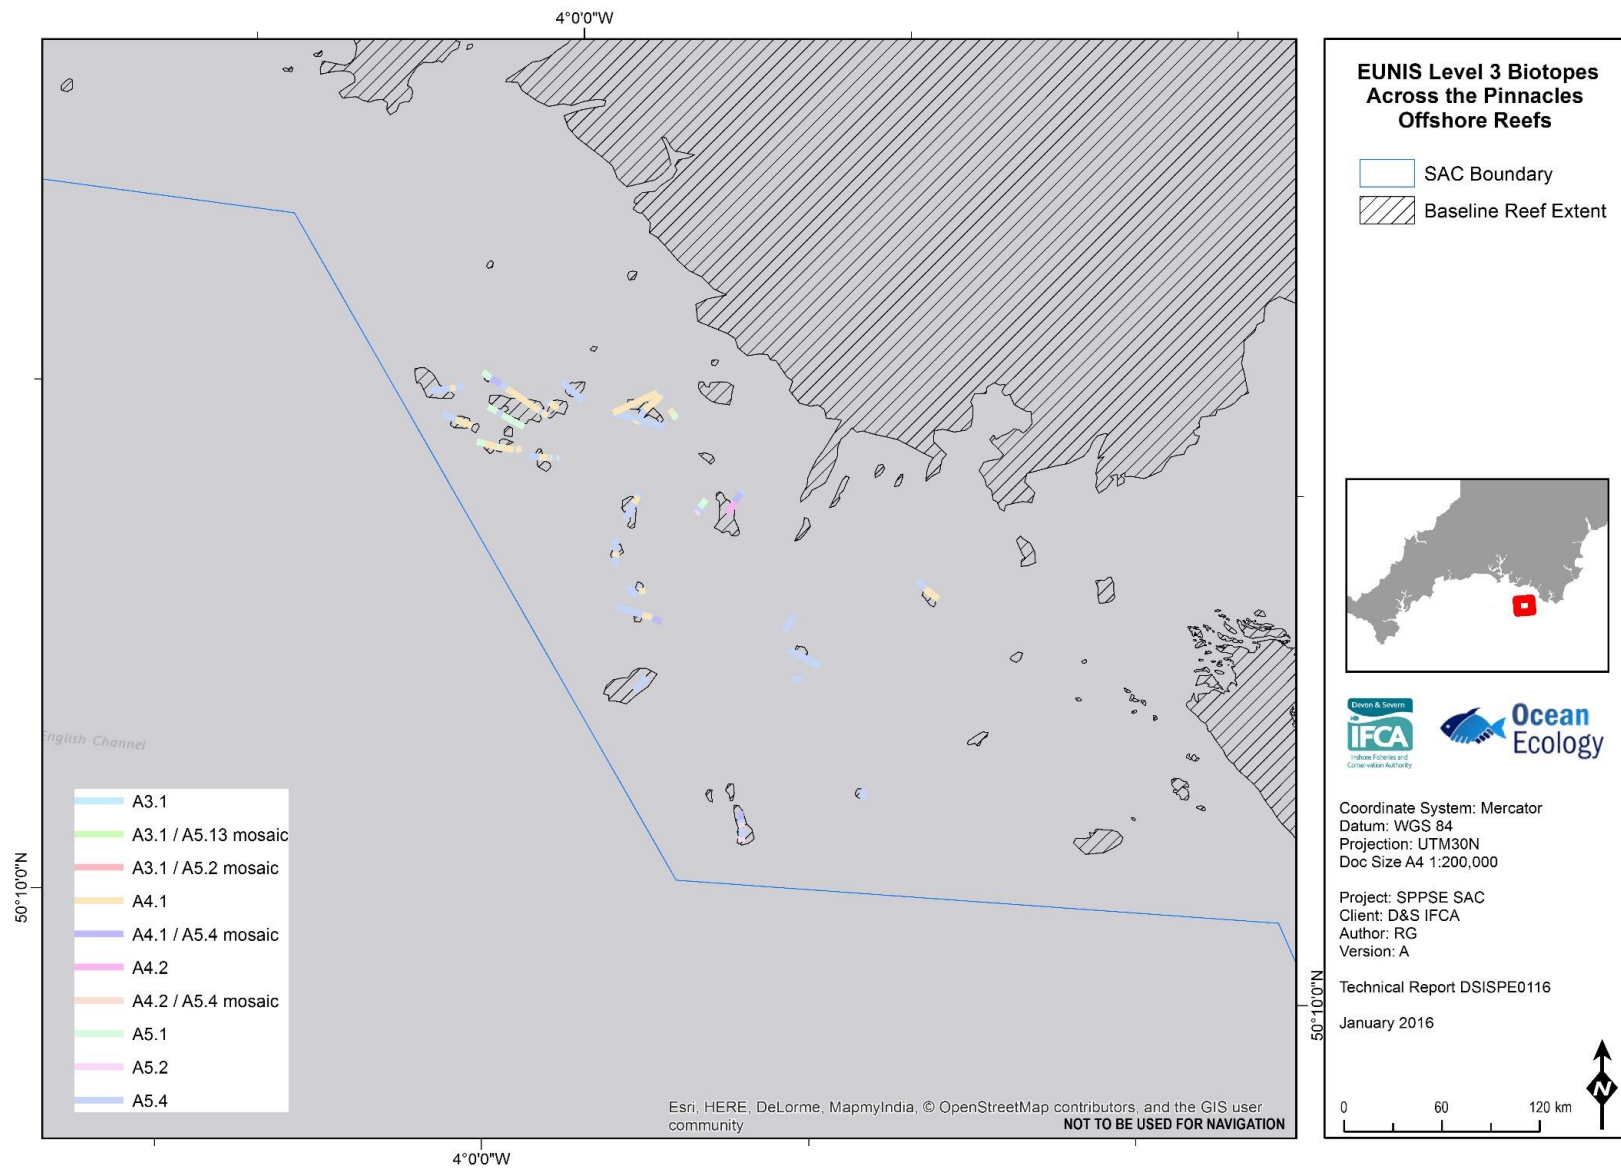 4°0'0"W
EUNIS Level 3 Biotopes
Across the Pinnacles
Offshore Reefs
SAC Boundary
Baseline Reef Extent
English Channel
A3.1
A3.1 / A5.13 mosaic
A3.1 / A5.2 mosaic
A4.1
A4.1 / A5.4 mosaic
A4.2
A4.2 / A5.4 mosaic
A5.1
A5.2
A5.4
50°10'0"N
50°10'0"N
Esri, HERE, DeLorme, MapmyIndia, © OpenStreetMap contributors, and the GIS user
community
NOT TO BE USED FOR NAVIGATION
4°0'0"W
Devon & Severn
IFCA
Inshore Fisheries and
Conservation Authority
Ocean
Ecology
Coordinate System: Mercator
Datum: WGS 84
Projection: UTM30N
Doc Size A4 1:200,000
Project: SPPSE SAC
Client: D&S IFCA
Author: RG
Version: A
Technical Report DSISPE0116
January 2016
N
0 60 120 km